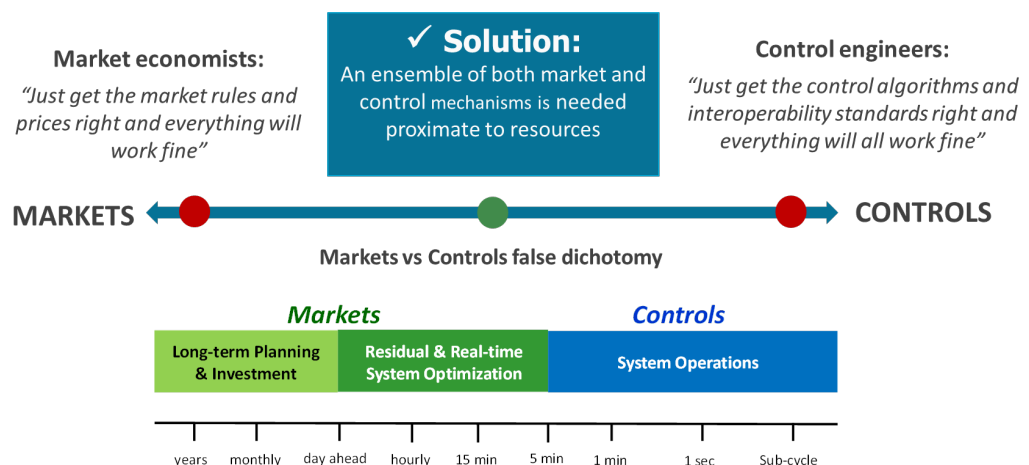 Market economists:
“Just get the market rules and
prices right and everything will
work fine”
✓ Solution:
An ensemble of both market and
control mechanisms is needed
proximate to resources
Control engineers:
“Just get the control algorithms and
interoperability standards right and
everything will all work fine”
MARKETS
CONTROLS
Markets vs Controls false dichotomy
Markets
Controls
Long-term Planning
& Investment
Residual & Real-time
System Optimization
System Operations
years monthly day ahead hourly 15 min 5 min 1 min 1 sec Sub-cycle